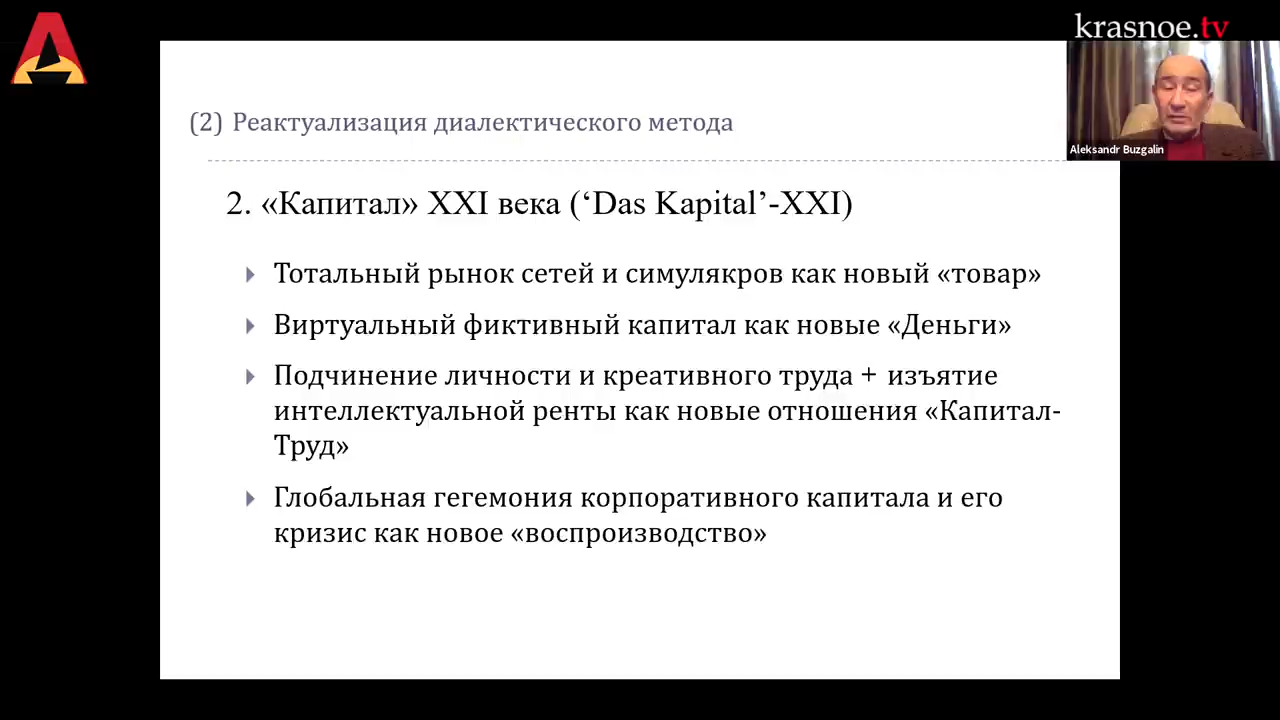 krasnoe.tv
Aleksandr Buzgalin
(2) Реактуализация диалектического метода
2. «Капитал» XXI века (‘Das Kapital’-XXI)
Тотальный рынок сетей и симулякров как новый «товар»
Виртуальный фиктивный капитал как новые «Деньги»
Подчинение личности и креативного труда + изъятие
интеллектуальной ренты как новые отношения «Капитал-
Труд»
Глобальная гегемония корпоративного капитала и его
кризис как новое «воспроизводство»